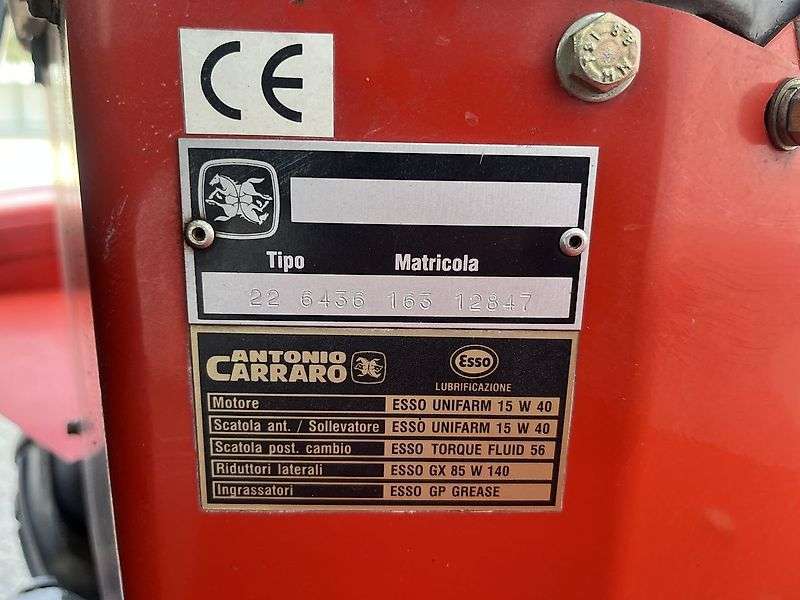 CE
Tipo Matricola
22 6436 163 12847
ANTONIO CARRARO
Esso
LUBRIFICAZIONE
Motore ESSO UNIFARM 15 W 40
Scatola ant. / Sollevatore ESSO UNIFARM 15 W 40
Scatola post. cambio ESSO TORQUE FLUID 56
Riduttori laterali ESSO GX 85 W 140
Ingrassatori ESSO GP GREASE